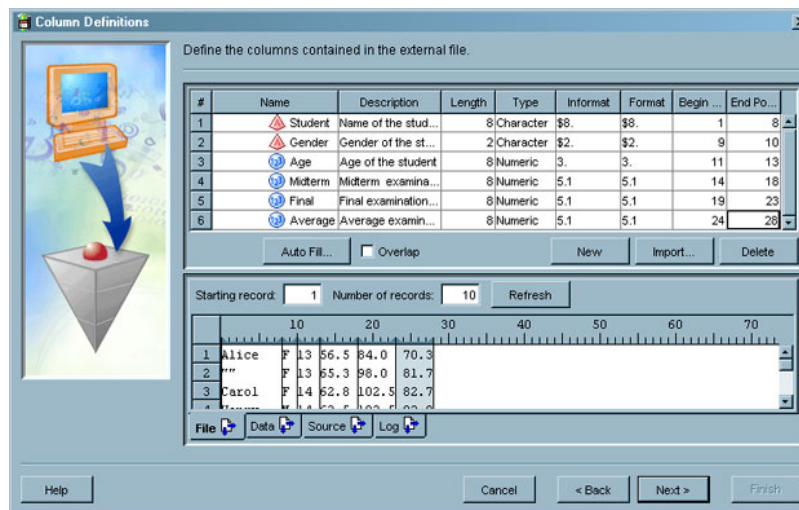 Column Definitions
Define the columns contained in the external file.
# Name Description Length Type Informat Format Begin ... End Po...
1 Student Name of the stud... 8 Character $8. $8. 1 8
2 Gender Gender of the st... 2 Character $2. $2. 9 10
3 Age Age of the student 8 Numeric 3. 3. 11 13
4 Midterm Midterm examina... 8 Numeric 5.1 5.1 14 18
5 Final Final examination... 8 Numeric 5.1 5.1 19 23
6 Average Average examin... 8 Numeric 5.1 5.1 24 28
Auto Fill... Overlap New Import... Delete
Starting record: 1 Number of records: 10 Refresh
10 20 30 40 50 60 70
1 Alice F 13 56.5 84.0 70.3
2 "" F 13 65.3 98.0 81.7
3 Carol F 14 62.8 102.5 82.7
File Data Source Log
Help Cancel < Back Next > Finish